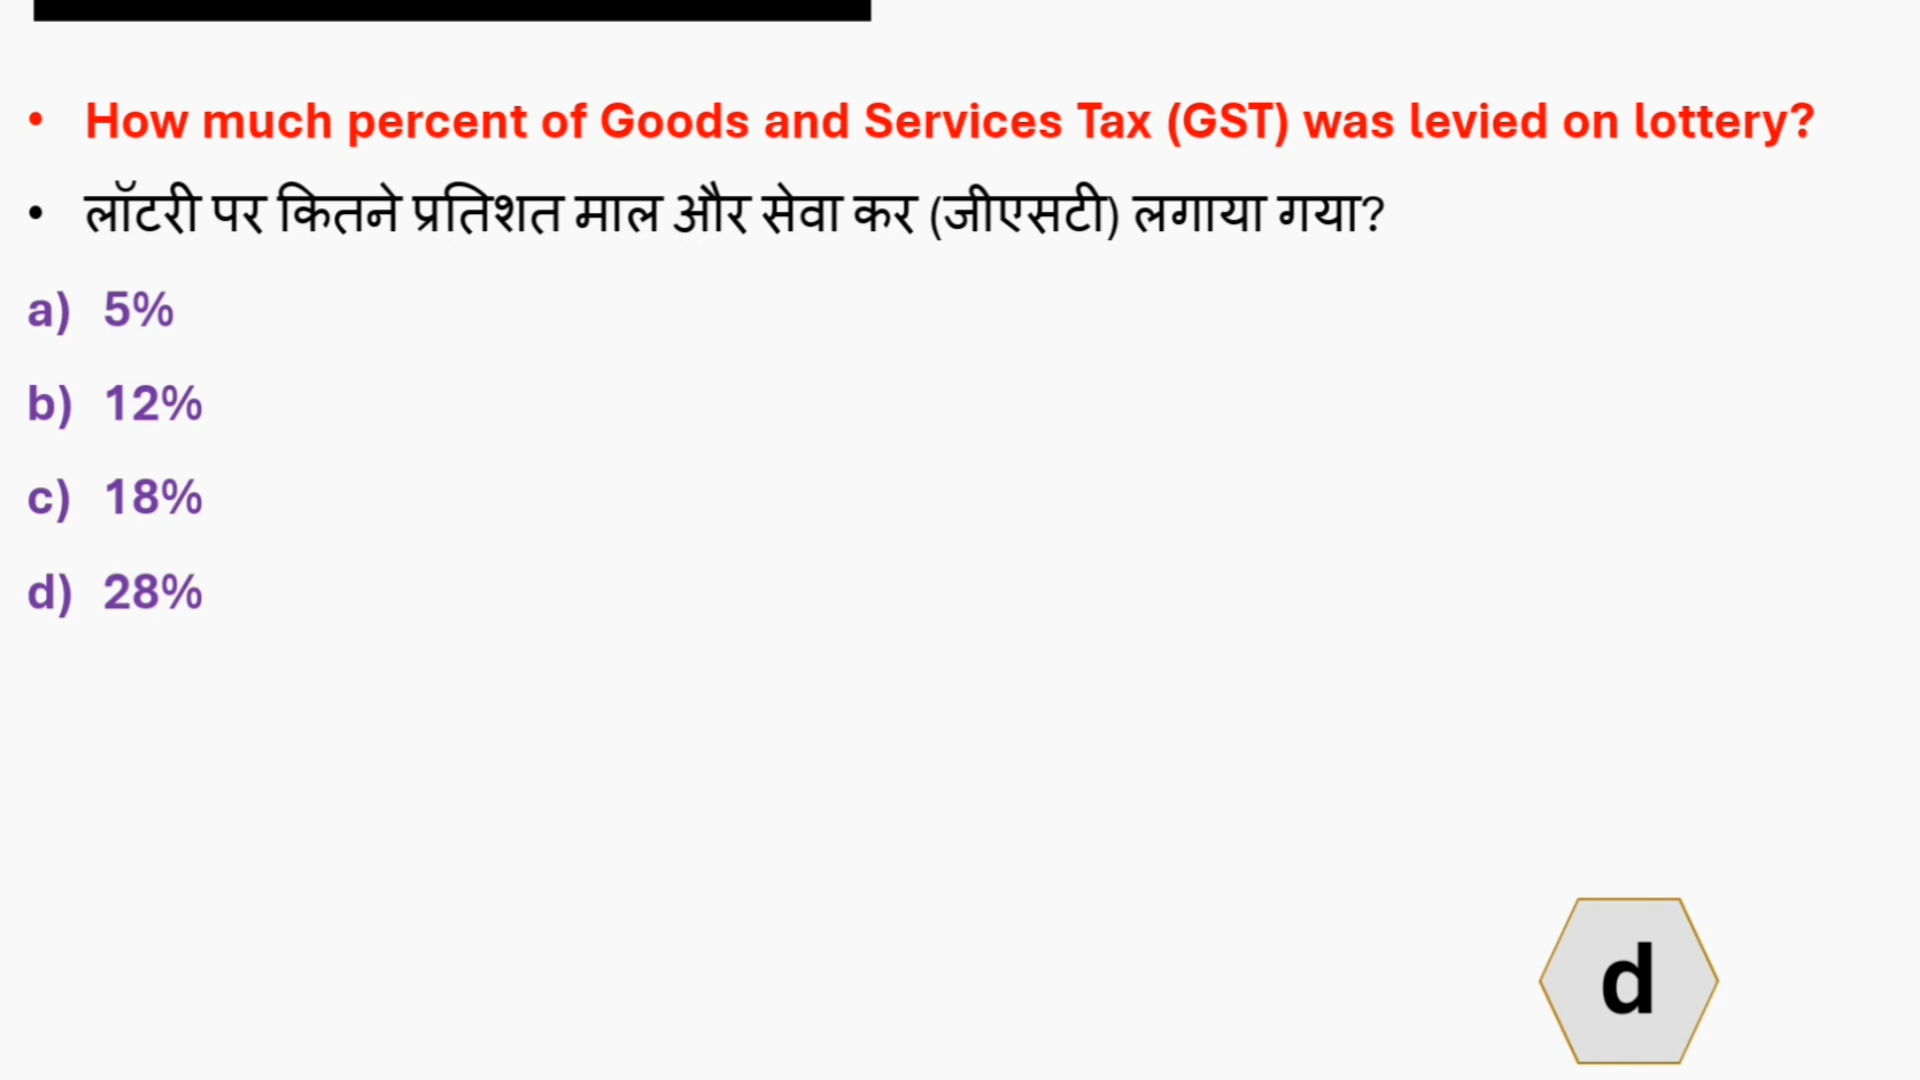 • How much percent of Goods and Services Tax (GST) was levied on lottery?
• लॉटरी पर कितने प्रतिशत माल और सेवा कर (जीएसटी) लगाया गया?
a) 5%
b) 12%
c) 18%
d) 28%
d